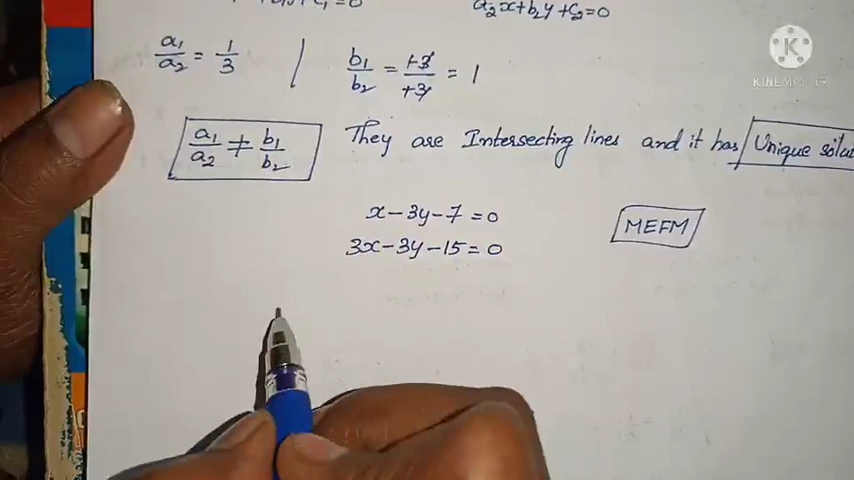 a₂x+b₂y+c₂=0
a₁/a₂ = 1/3 / b₁/b₂ = +3/+3 = 1
K
KINEMASTER
a₁/a₂ ≠ b₁/b₂ They are Intersecting lines and it has Unique
x-3y-7=0
3x-3y-15=0 MEFM